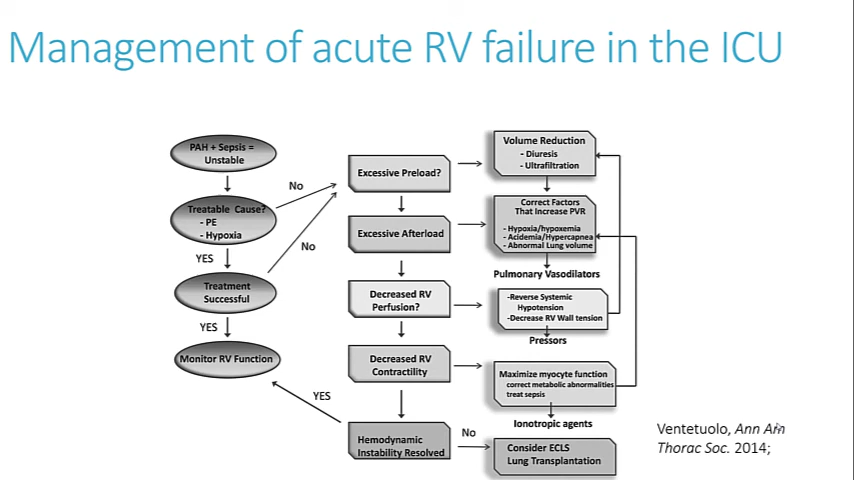 Management of acute RV failure in the ICU
PAH + Sepsis =
Unstable
Treatable Cause?
- PE
- Hypoxia
YES
Treatment
Successful
YES
Monitor RV Function
No
No
YES
Excessive Preload?
Excessive Afterload
Decreased RV
Perfusion?
Decreased RV
Contractility
Hemodynamic
Instability Resolved
No
Volume Reduction
- Diuresis
- Ultrafiltration
Correct Factors
That Increase PVR
- Hypoxia/hypoxemia
- Acidemia/Hypercapnea
- Abnormal Lung volume
Pulmonary Vasodilators
-Reverse Systemic
Hypotension
-Decrease RV Wall tension
Pressors
Maximize myocyte function
correct metabolic abnormalities
treat sepsis
Ionotropic agents
Consider ECLS
Lung Transplantation
Ventetuolo, Ann Am
Thorac Soc. 2014;